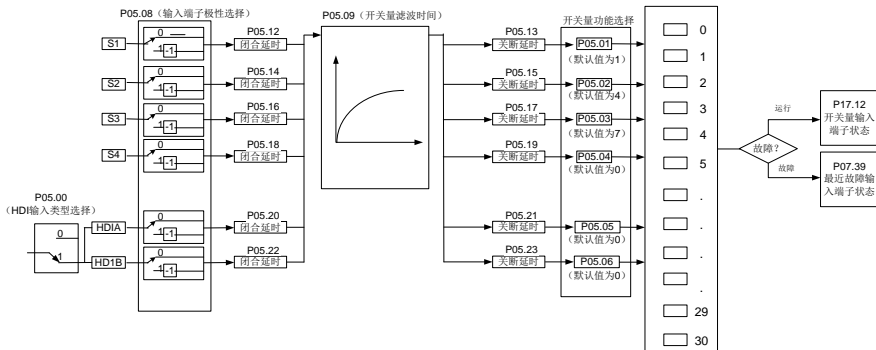 P05.08（输入端子极性选择）
P05.09（开关量滤波时间）
开关量功能选择
S1
0
-1
P05.12
闭合延时
P05.13
关断延时
P05.01
（默认值为1）
S2
0
-1
P05.14
闭合延时
P05.15
关断延时
P05.02
（默认值为4）
S3
0
-1
P05.16
闭合延时
P05.17
关断延时
P05.03
（默认值为7）
S4
0
-1
P05.18
闭合延时
P05.19
关断延时
P05.04
（默认值为0）
P05.00
（HDI输入类型选择）
0
1
HDIA
0
-1
P05.20
闭合延时
P05.21
关断延时
P05.05
（默认值为0）
HD1B
0
-1
P05.22
闭合延时
P05.23
关断延时
P05.06
（默认值为0）
0
1
2
3
4
5
.
.
.
.
29
30
故障？
运行
故障
P17.12
开关量输入
端子状态
P07.39
最近故障输
入端子状态